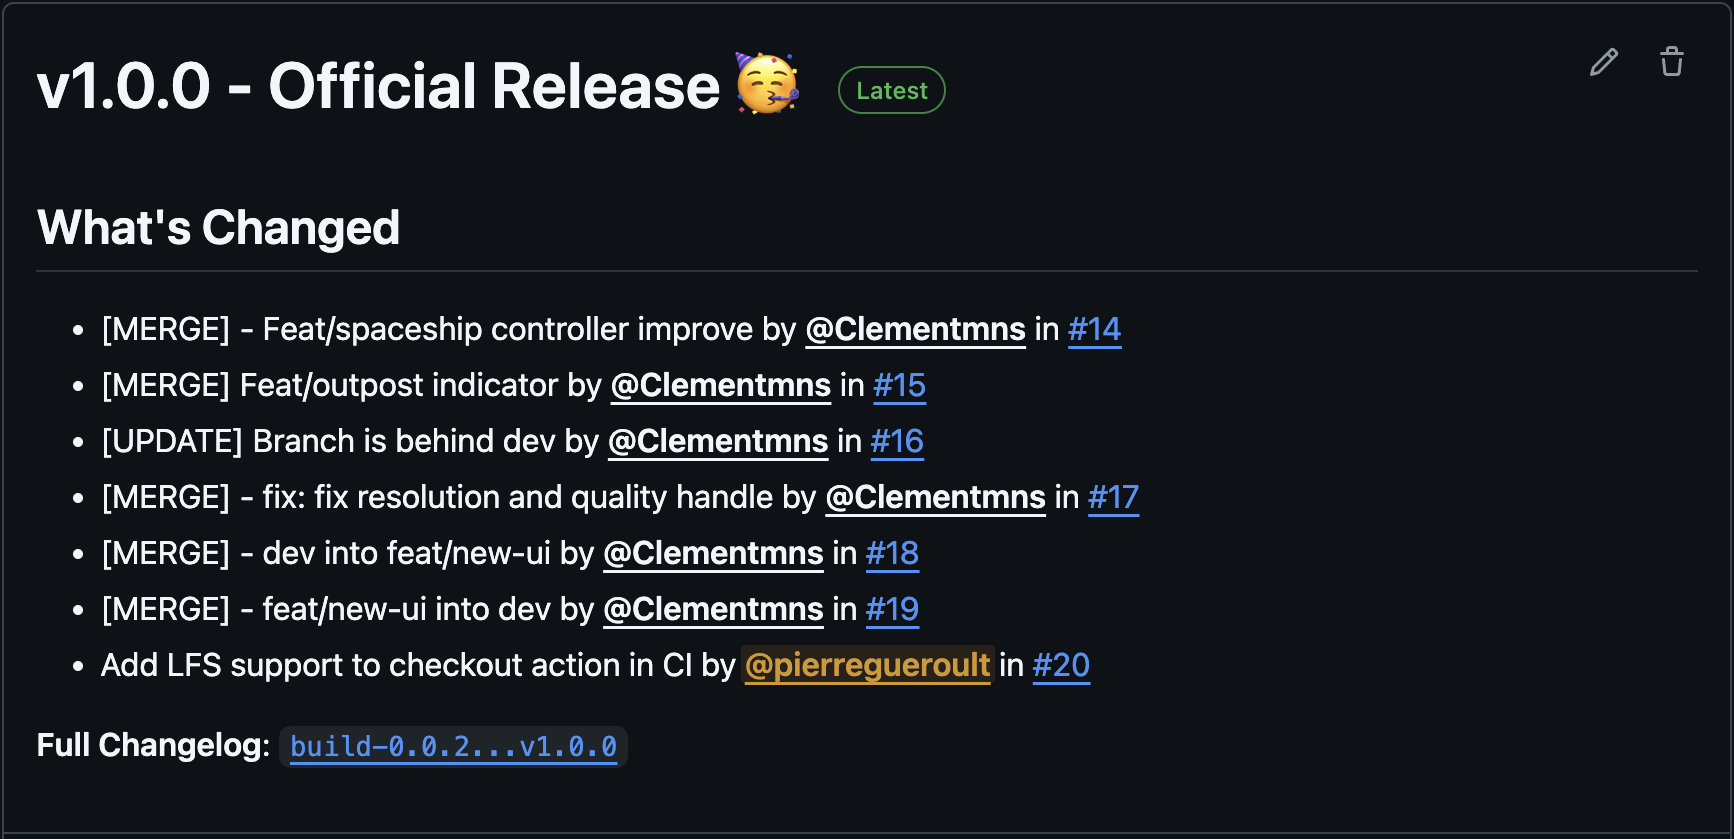 v1.0.0 - Official Release 🥳 Latest
What's Changed
• [MERGE] - Feat/spaceship controller improve by @Clementmns in #14
• [MERGE] Feat/outpost indicator by @Clementmns in #15
• [UPDATE] Branch is behind dev by @Clementmns in #16
• [MERGE] - fix: fix resolution and quality handle by @Clementmns in #17
• [MERGE] - dev into feat/new-ui by @Clementmns in #18
• [MERGE] - feat/new-ui into dev by @Clementmns in #19
• Add LFS support to checkout action in CI by @pierregueroult in #20
Full Changelog: build-0.0.2...v1.0.0